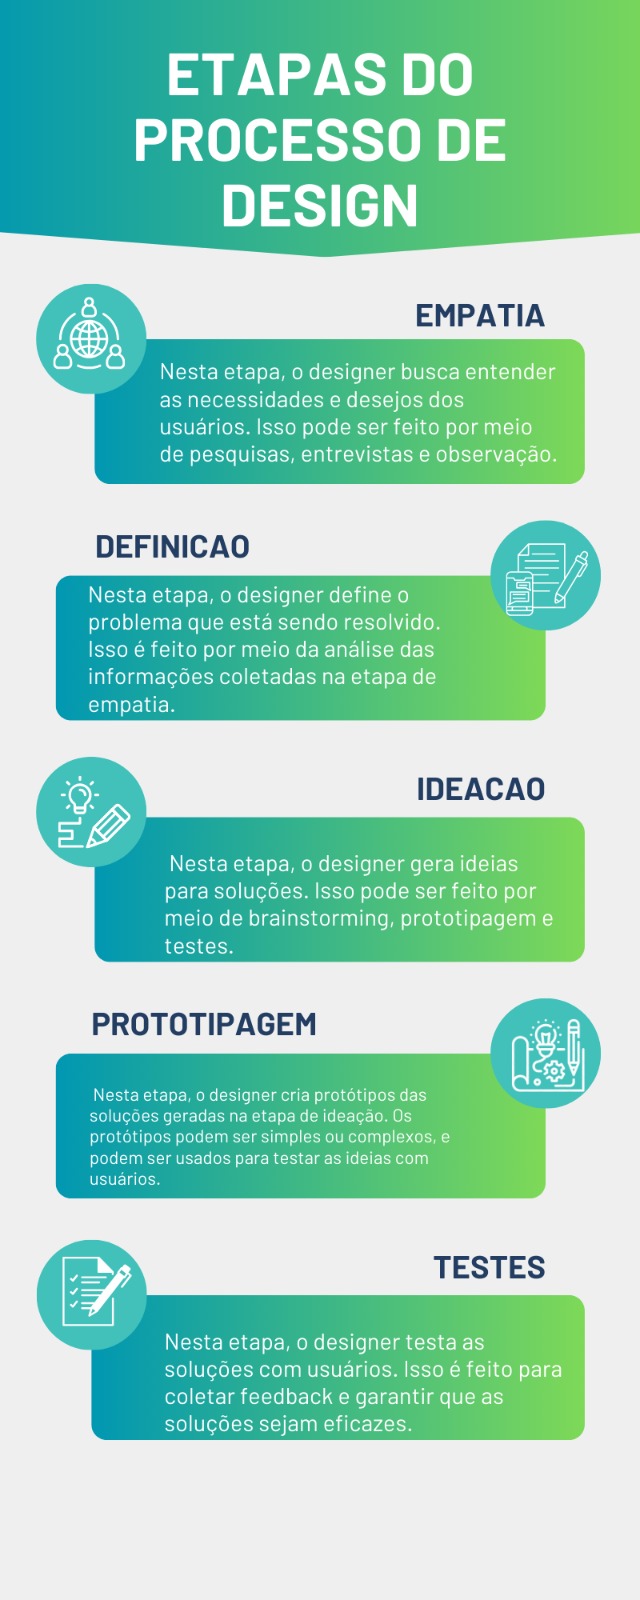 ETAPAS DO
PROCESSO DE
DESIGN
EMPATIA
Nesta etapa, o designer busca entender
as necessidades e desejos dos
usuários. Isso pode ser feito por meio
de pesquisas, entrevistas e observação.
DEFINICAO
Nesta etapa, o designer define o
problema que está sendo resolvido.
Isso é feito por meio da análise das
informações coletadas na etapa de
empatia.
IDEACAO
Nesta etapa, o designer gera ideias
para soluções. Isso pode ser feito por
meio de brainstorming, prototipagem e
testes.
PROTOTIPAGEM
Nesta etapa, o designer cria protótipos das
soluções geradas na etapa de ideação. Os
protótipos podem ser simples ou complexos, e
podem ser usados para testar as ideias com
usuários.
TESTES
Nesta etapa, o designer testa as
soluções com usuários. Isso é feito para
coletar feedback e garantir que as
soluções sejam eficazes.